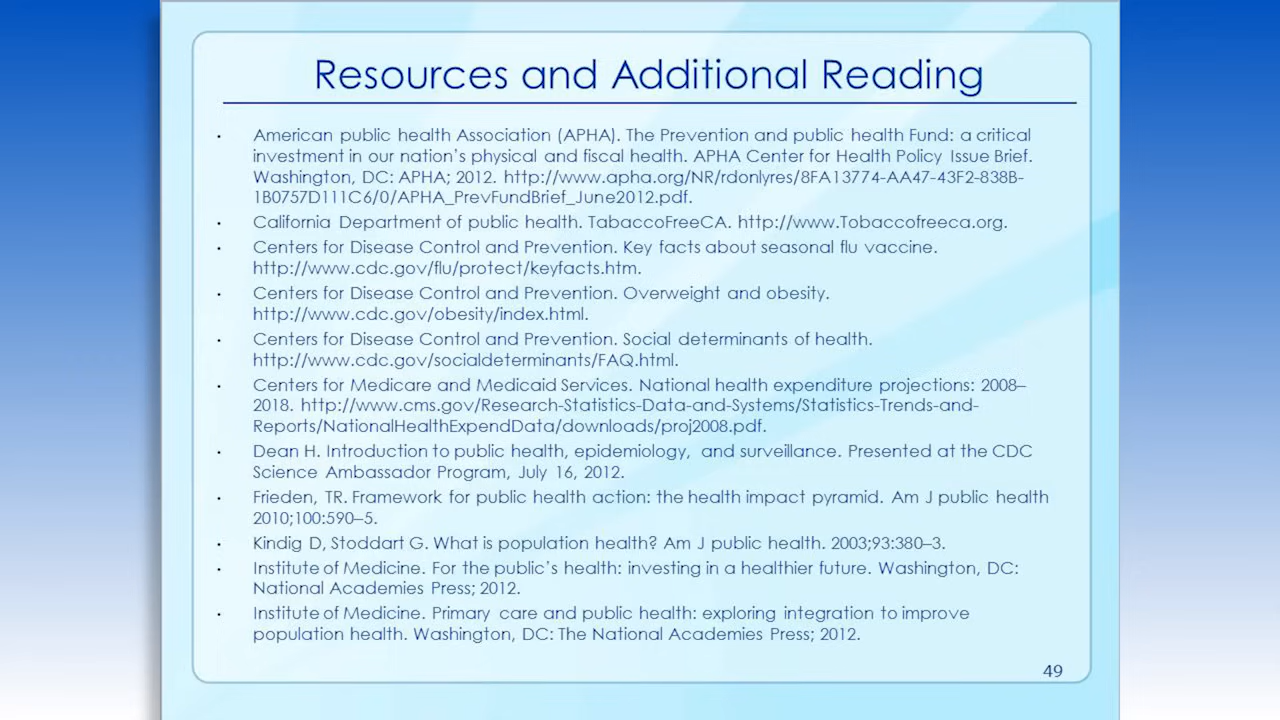 Resources and Additional Reading
• American public health Association (APHA). The Prevention and public health Fund: a critical
investment in our nation's physical and fiscal health. APHA Center for Health Policy Issue Brief.
Washington, DC: APHA; 2012. http://www.apha.org/NR/rdonlyres/8FA13774-AA47-43F2-838B-
1B0757D111C6/0/APHA_PrevFundBrief_June2012.pdf.
• California Department of public health. TabaccoFreeCA. http://www.Tobaccofreeca.org.
• Centers for Disease Control and Prevention. Key facts about seasonal flu vaccine.
http://www.cdc.gov/flu/protect/keyfacts.htm.
• Centers for Disease Control and Prevention. Overweight and obesity.
http://www.cdc.gov/obesity/index.html.
• Centers for Disease Control and Prevention. Social determinants of health.
http://www.cdc.gov/socialdeterminants/FAQ.html.
• Centers for Medicare and Medicaid Services. National health expenditure projections: 2008–
2018. http://www.cms.gov/Research-Statistics-Data-and-Systems/Statistics-Trends-and-
Reports/NationalHealthExpendData/downloads/proj2008.pdf.
• Dean H. Introduction to public health, epidemiology, and surveillance. Presented at the CDC
Science Ambassador Program, July 16, 2012.
• Frieden, TR. Framework for public health action: the health impact pyramid. Am J public health
2010;100:590–5.
• Kindig D, Stoddart G. What is population health? Am J public health. 2003;93:380–3.
• Institute of Medicine. For the public's health: investing in a healthier future. Washington, DC:
National Academies Press; 2012.
• Institute of Medicine. Primary care and public health: exploring integration to improve
population health. Washington, DC: The National Academies Press; 2012.
49